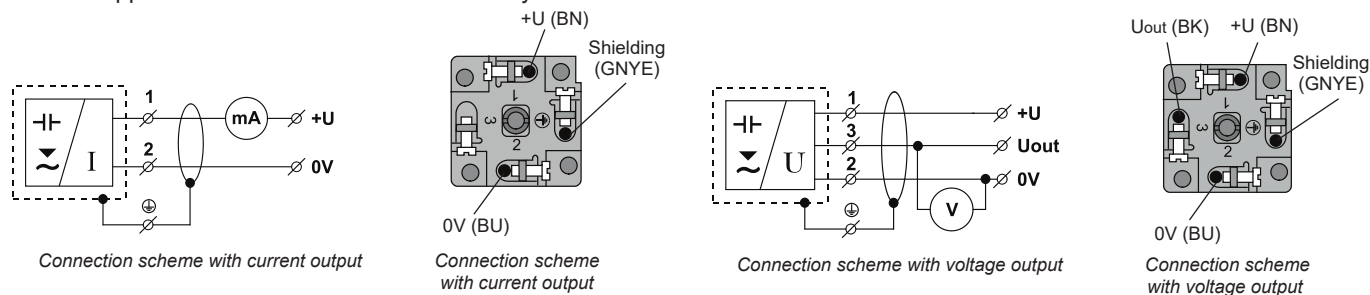 +U (BN)
Shielding
(GNYE)
1
3
2
0V (BU)
1
mA
+U
2
0V
I
Connection scheme with current output
Connection scheme
with current output
Uout (BK)
+U (BN)
Shielding
(GNYE)
1
3
2
0V (BU)
1
+U
3
Uout
2
0V
U
V
Connection scheme with voltage output
Connection scheme
with voltage output